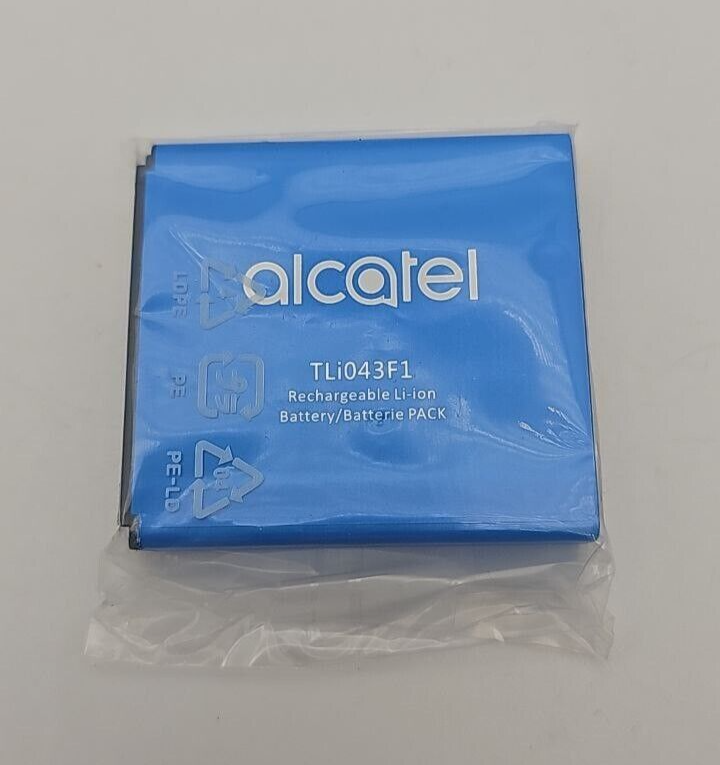 alcatel
TLi043F1
Rechargeable Li-ion
Battery/Batterie PACK
LDPE
PE
PE-LD